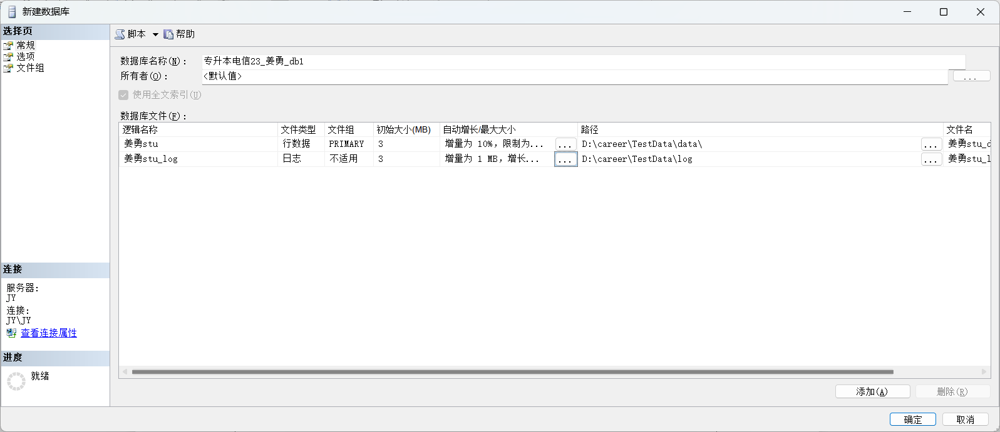 新建数据库
选择页
常规
选项
文件组
连接
服务器:
JY
连接:
JY\JY
查看连接属性
进度
就绪
脚本 帮助
数据库名称(N): 专升本电信23_姜勇_db1
所有者(O): <默认值> ...
使用全文索引(U)
数据库文件(F):
逻辑名称 文件类型 文件组 初始大小(MB) 自动增长/最大大小 路径 文件名
姜勇stu 行数据 PRIMARY 3 增量为 10%, 限制为... ... D:\career\TestData\data\ ... 姜勇stu_d
姜勇stu_log 日志 不适用 3 增量为 1 MB, 增长... ... D:\career\TestData\log ... 姜勇stu_l
添加(A) 删除(R)
确定 取消